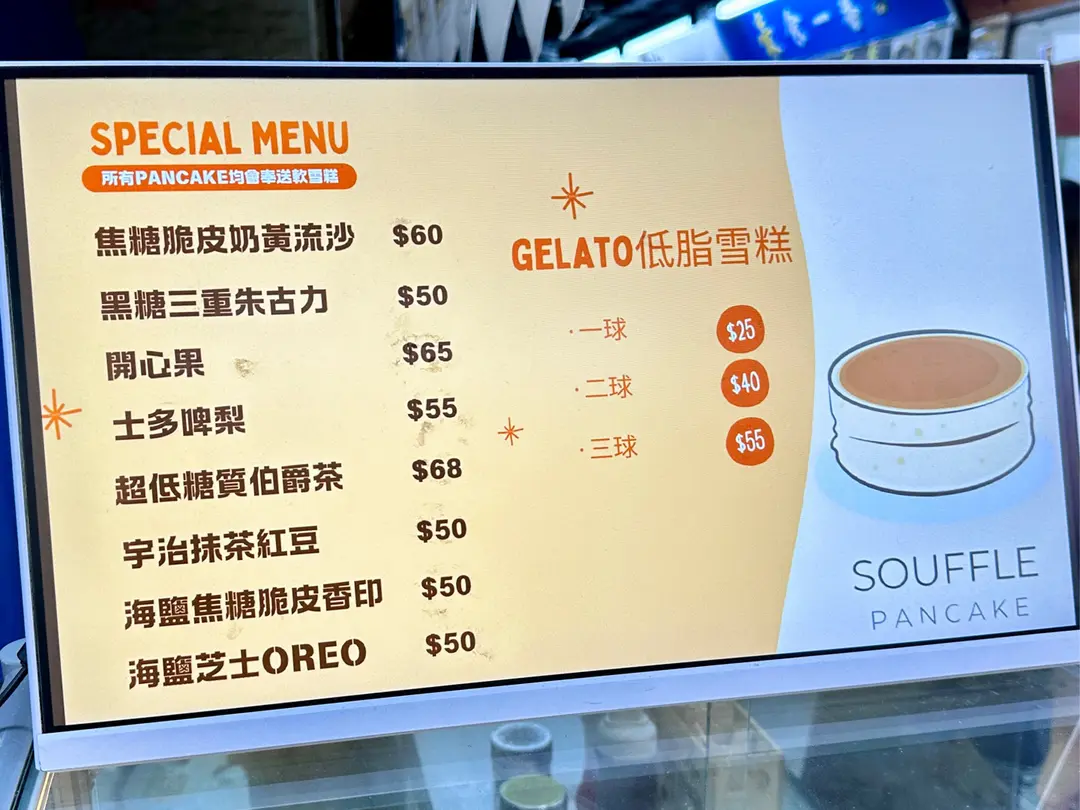 SPECIAL MENU
所有PANCAKE均會奉送軟雪糕
焦糖脆皮奶黃流沙 $60
黑糖三重朱古力 $50
開心果 $65
士多啤梨 $55
超低糖質伯爵茶 $68
宇治抹茶紅豆 $50
海鹽焦糖脆皮香印 $50
海鹽芝士OREO $50
GELATO低脂雪糕
·一球 $25
·二球 $40
·三球 $55
SOUFFLE
PANCAKE